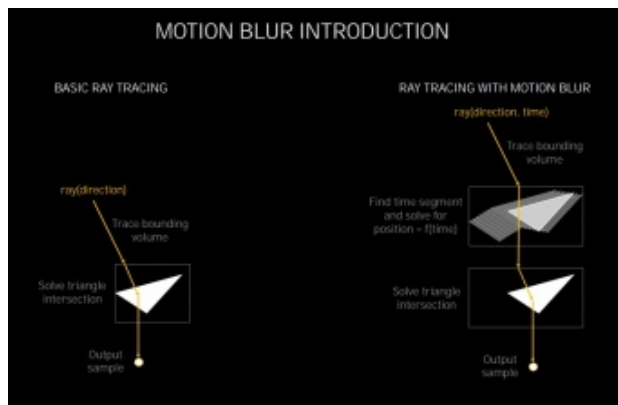 MOTION BLUR INTRODUCTION
BASIC RAY TRACING
ray(direction)
Trace bounding
volume
Solve triangle
intersection
Output
sample
RAY TRACING WITH MOTION BLUR
ray(direction, time)
Trace bounding
volume
Find time segment
and solve for
position = f(time)
Solve triangle
intersection
Output
sample